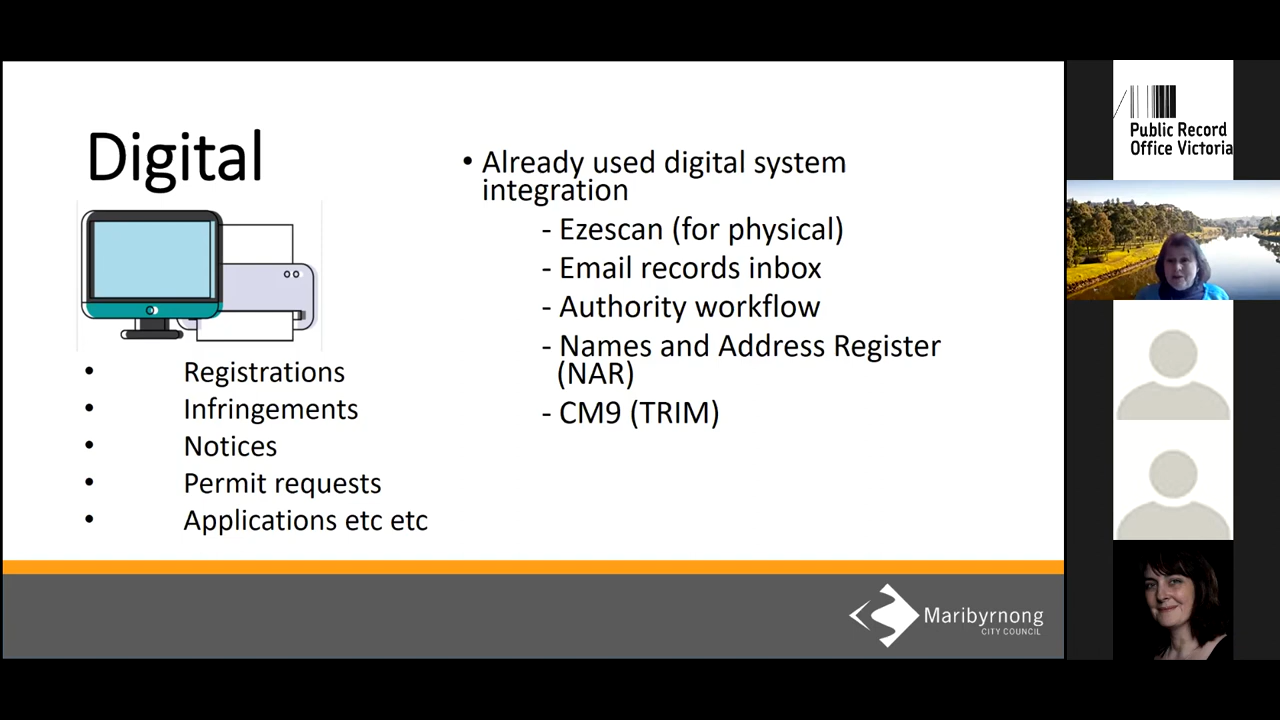 Digital
• Registrations
• Infringements
• Notices
• Permit requests
• Applications etc etc
• Already used digital system
integration
- Ezescan (for physical)
- Email records inbox
- Authority workflow
- Names and Address Register
(NAR)
- CM9 (TRIM)
Maribyrnong
CITY COUNCIL
Public Record
Office Victoria